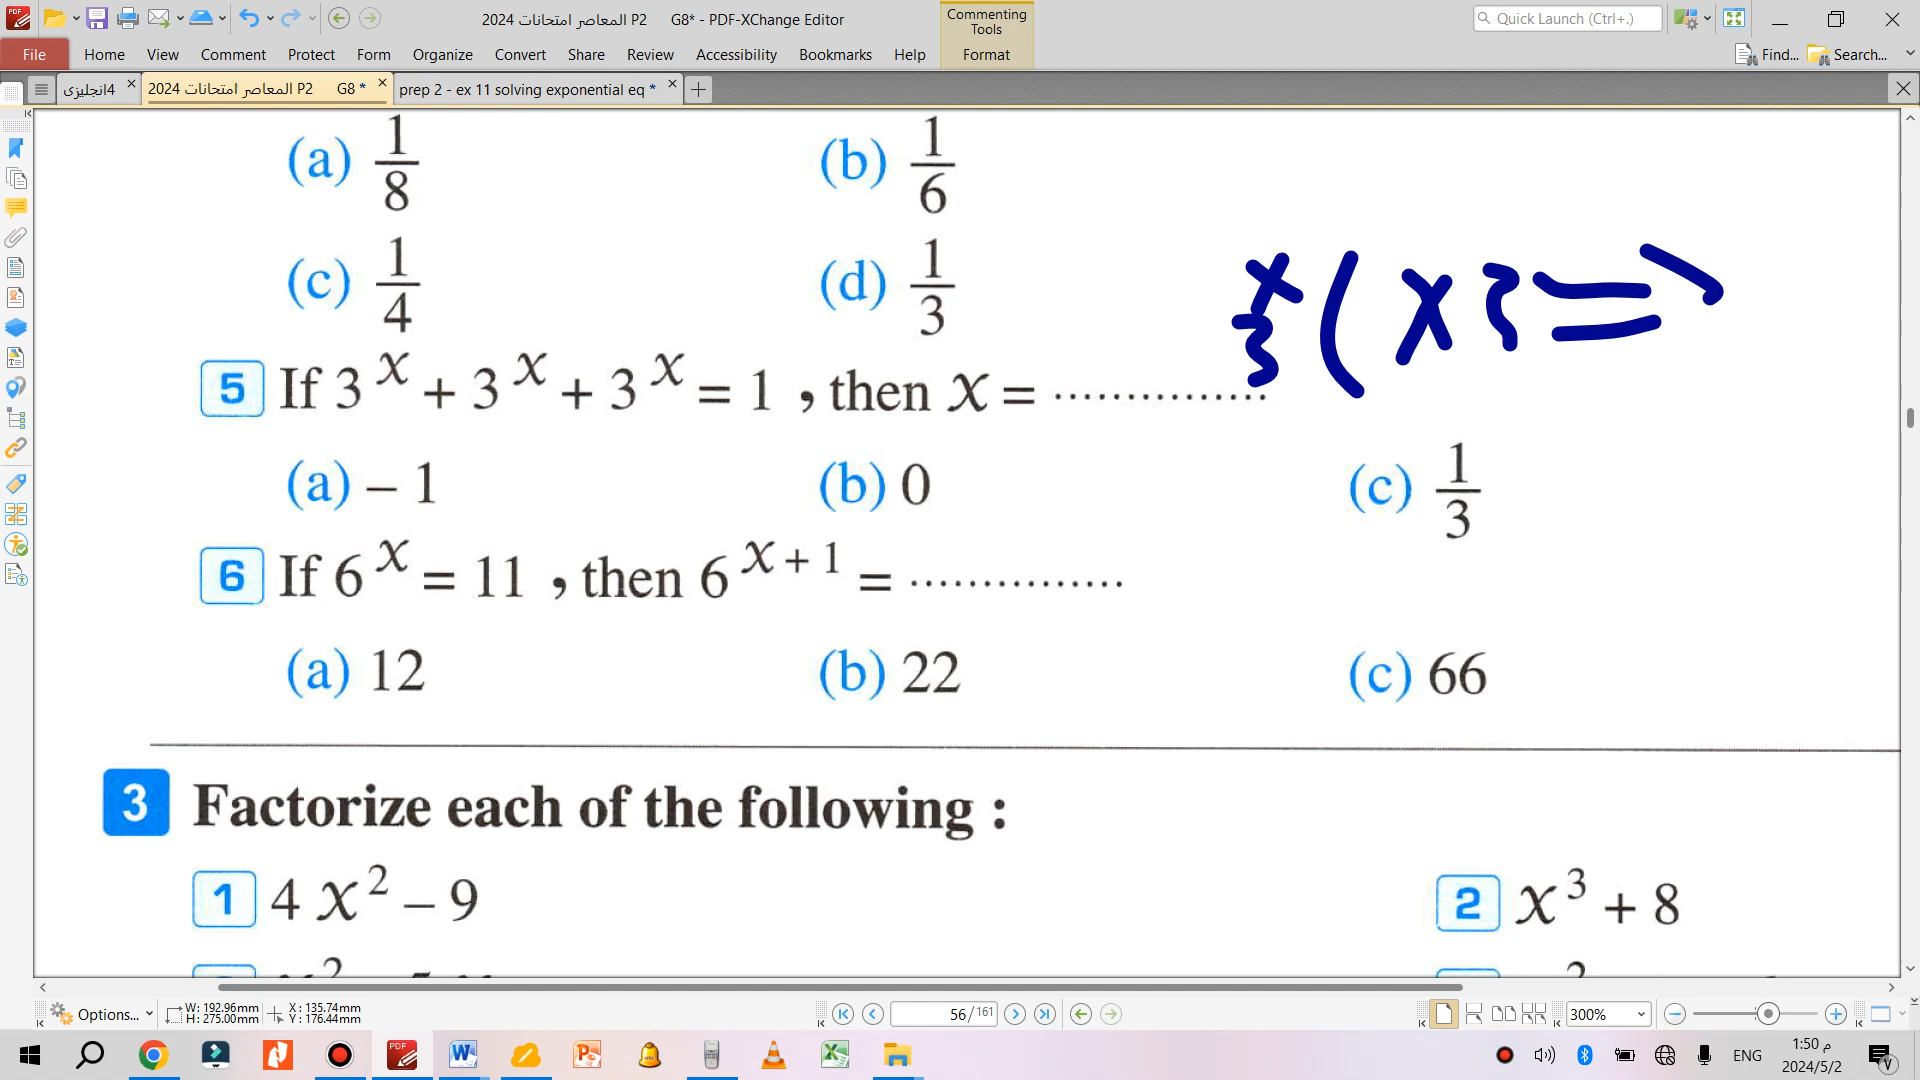 المعاصر امتحانات 2024 P2 G8* - PDF-XChange Editor
Commenting Tools
Quick Launch (Ctrl+.)
File Home View Comment Protect Form Organize Convert Share Review Accessibility Bookmarks Help Format Find... Search...
4انجليزى المعاصر امتحانات 2024 P2 G8 * prep 2 - ex 11 solving exponential eq *
(a) 1/8 (b) 1/6
(c) 1/4 (d) 1/3
5 If 3^x + 3^x + 3^x = 1 , then x = ...............
(a) – 1 (b) 0 (c) 1/3
6 If 6^x = 11 , then 6^(x + 1) = ...............
(a) 12 (b) 22 (c) 66
3 Factorize each of the following :
1 4 x² – 9 2 x³ + 8
Options... W: 192.96mm H: 275.00mm X: 135.74mm Y: 176.44mm 56 / 161 300%
ENG 1:50 م
2024/5/2